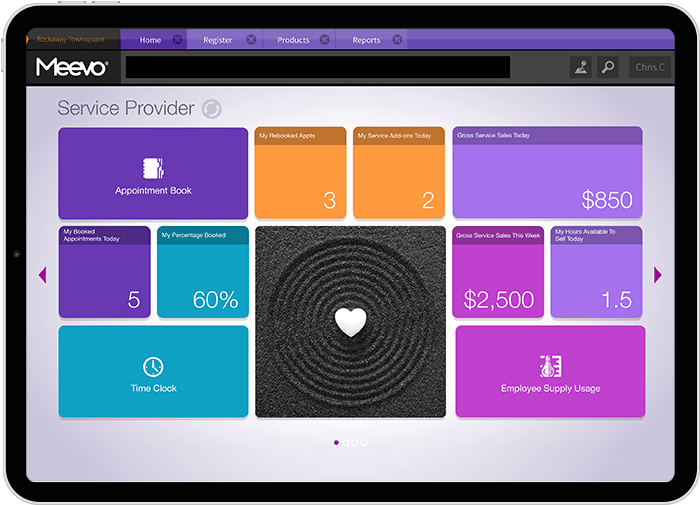 Rockaway Townsquare
Home
Register
Products
Reports
Meevo®
Chris.C
Service Provider
Appointment Book
My Rebooked Appts
3
My Service Add-ons Today
2
Gross Service Sales Today
$850
My Booked
Appointments Today
5
My Percentage Booked
60%
Gross Service Sales This Week
$2,500
My Hours Available To
Sell Today
1.5
Time Clock
Employee Supply Usage